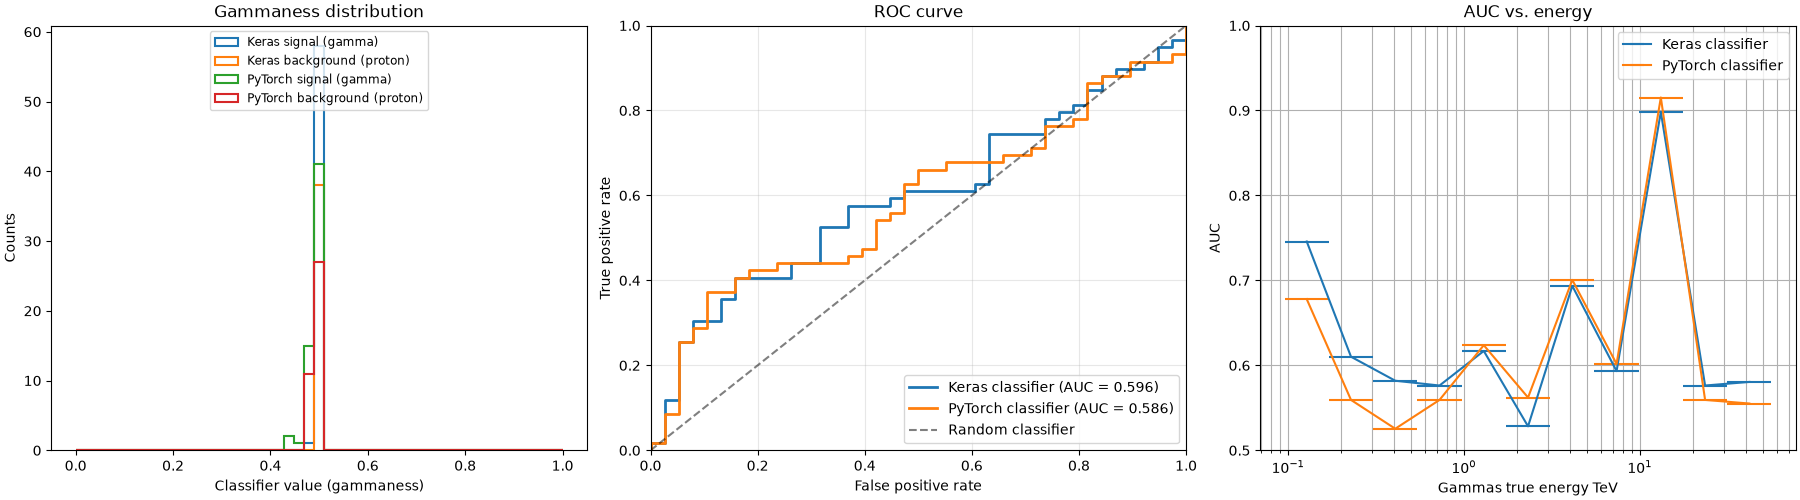 Gammaness distribution
60
50
40
30
20
10
0
Counts
Keras signal (gamma)
Keras background (proton)
PyTorch signal (gamma)
PyTorch background (proton)
0.0 0.2 0.4 0.6 0.8 1.0
Classifier value (gammaness)
ROC curve
1.0
0.8
0.6
0.4
0.2
0.0
True positive rate
Keras classifier (AUC = 0.596)
PyTorch classifier (AUC = 0.586)
Random classifier
0.0 0.2 0.4 0.6 0.8 1.0
False positive rate
AUC vs. energy
1.0
0.9
0.8
0.7
0.6
0.5
AUC
Keras classifier
PyTorch classifier
10⁻¹ 10⁰ 10¹
Gammas true energy TeV